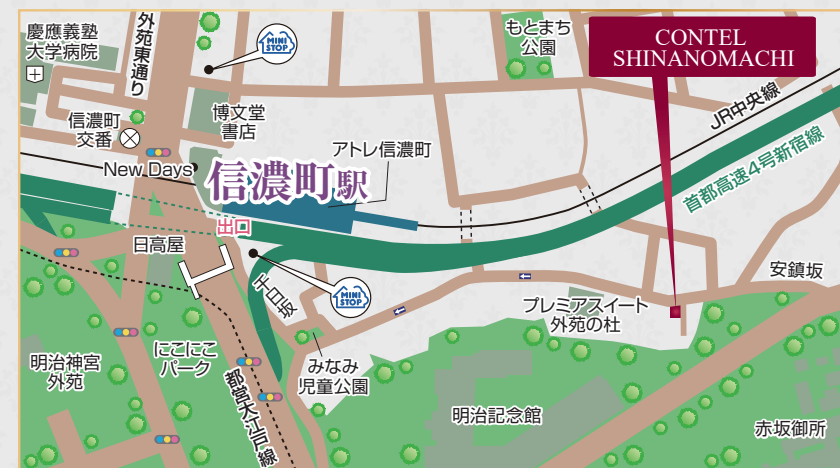 慶應義塾
大学病院
外苑東通り
MINI
STOP
もとまち
公園
CONTEL
SHINANOMACHI
信濃町
交番
博文堂
書店
JR中央線
アトレ信濃町
New Days
信濃町駅
首都高速4号新宿線
出口
日高屋
安鎮坂
千日坂
MINI
STOP
プレミアスイート
外苑の杜
明治神宮
外苑
にこにこ
パーク
みなみ
児童公園
都営大江戸線
明治記念館
赤坂御所